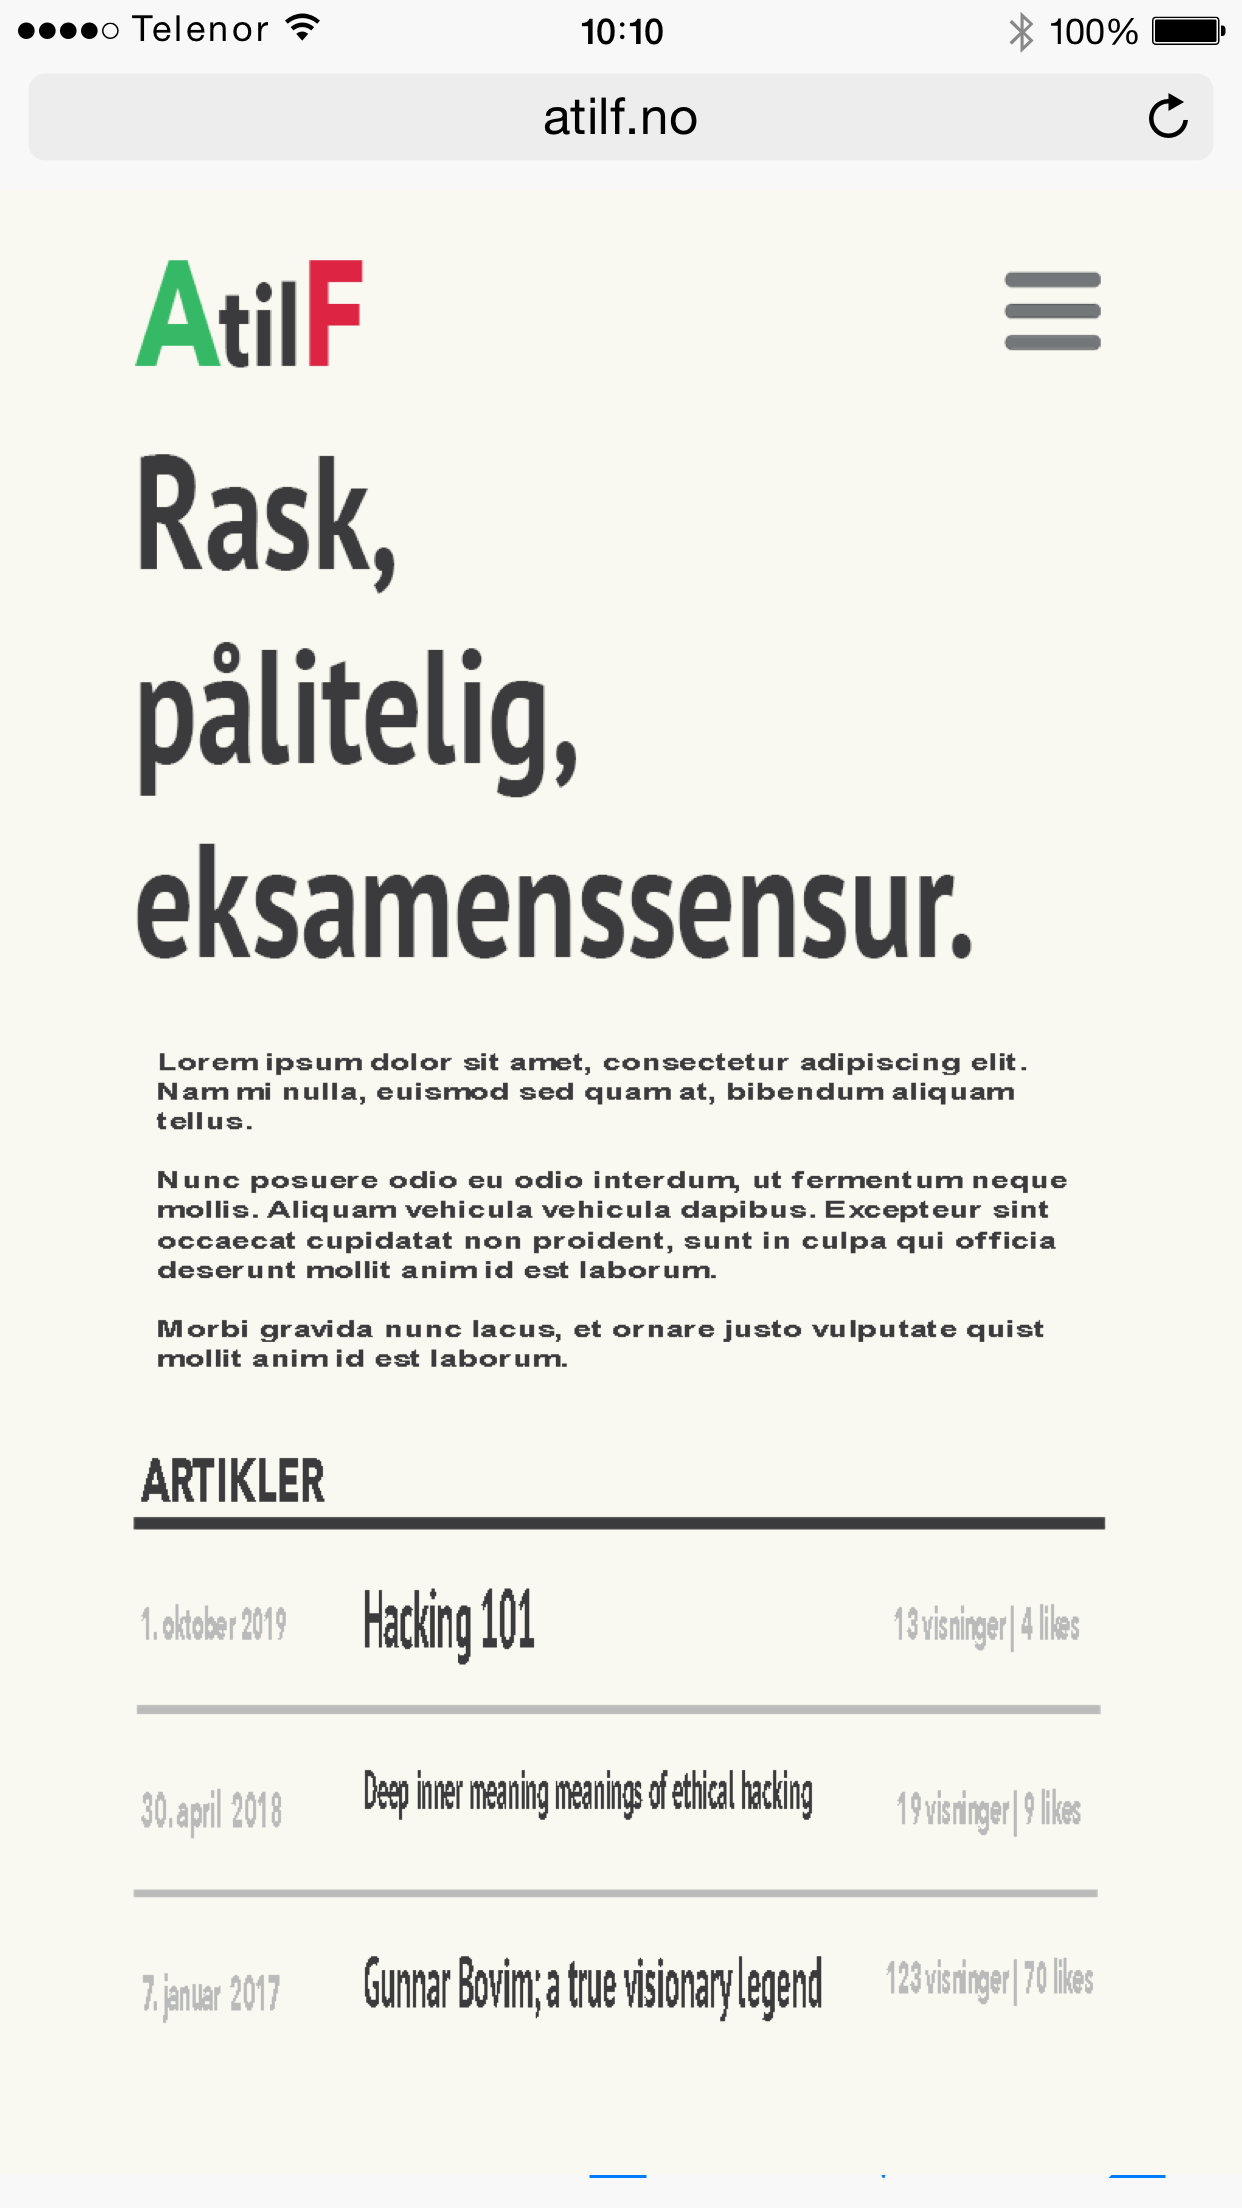 Telenor 10:10 100%
atilf.no
AtilF
Rask,
pålitelig,
eksamenssensur.
Lorem ipsum dolor sit amet, consectetur adipiscing elit.
Nam mi nulla, euismod sed quam at, bibendum aliquam
tellus.
Nunc posuere odio eu odio interdum, ut fermentum neque
mollis. Aliquam vehicula vehicula dapibus. Excepteur sint
occaecat cupidatat non proident, sunt in culpa qui officia
deserunt mollit anim id est laborum.
Morbi gravida nunc lacus, et ornare justo vulputate quist
mollit anim id est laborum.
ARTIKLER
1. oktober 2019 Hacking 101 13 visninger | 4 likes
30. april 2018 Deep inner meaning meanings of ethical hacking 19 visninger | 9 likes
7. januar 2017 Gunnar Bovim; a true visionary legend 123 visninger | 70 likes